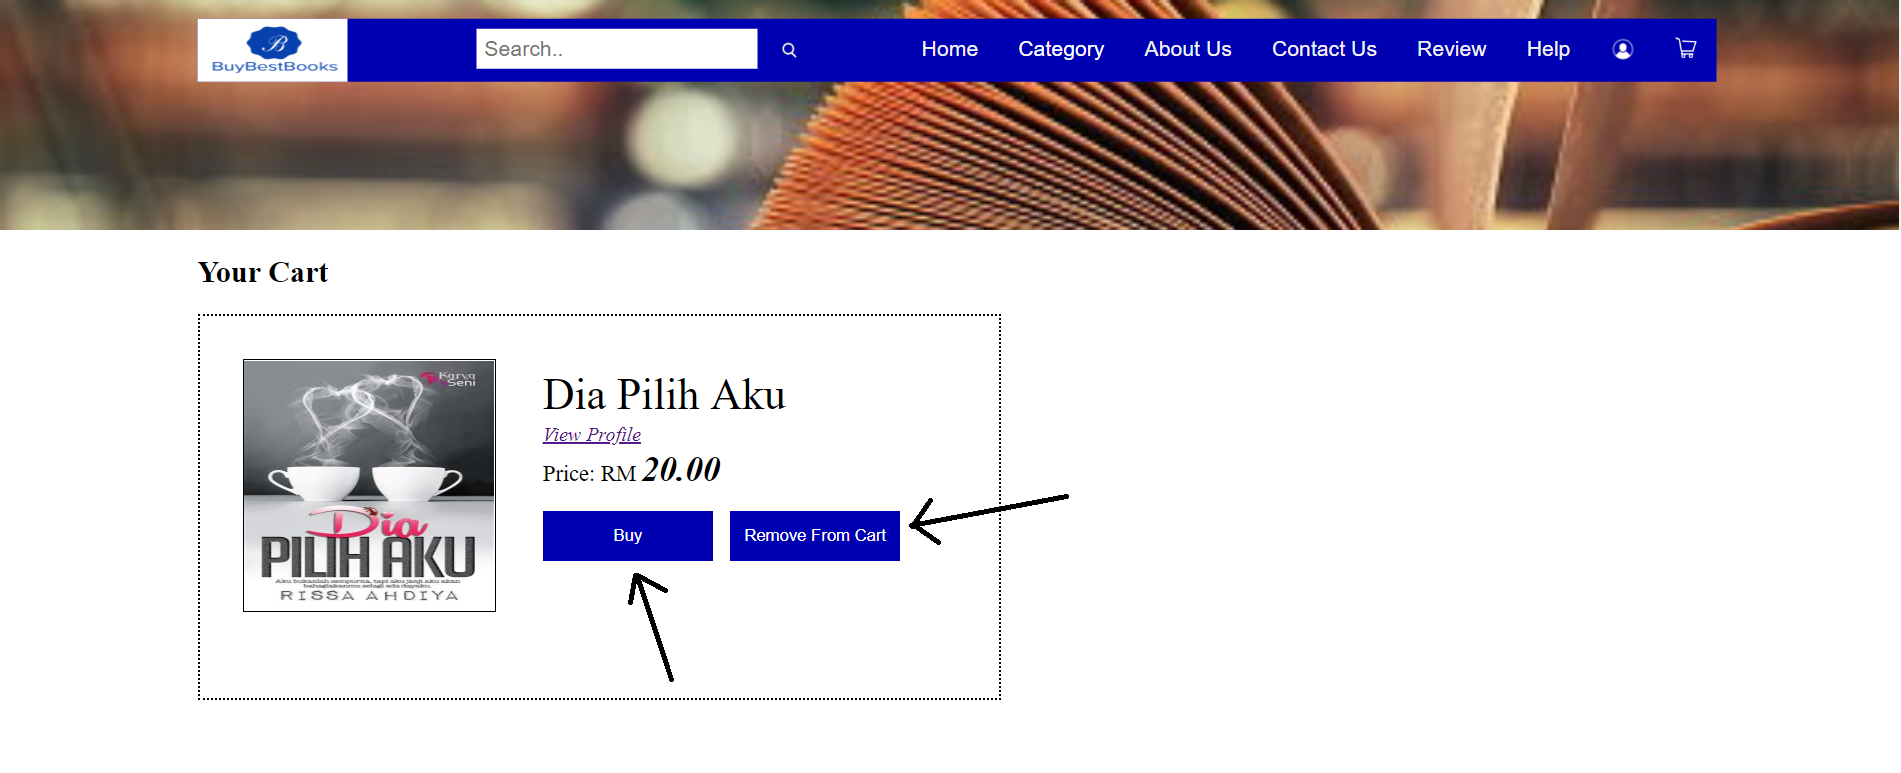 B
BuyBestBooks
Search..
Home Category About Us Contact Us Review Help
Your Cart
Karya
Seni
Dia
PILIH AKU
Aku bukanlah sempurna, tapi aku janji aku akan
bahagiakanmu selagi ada dayaku.
RISSA AHDIYA
Dia Pilih Aku
View Profile
Price: RM 20.00
Buy
Remove From Cart